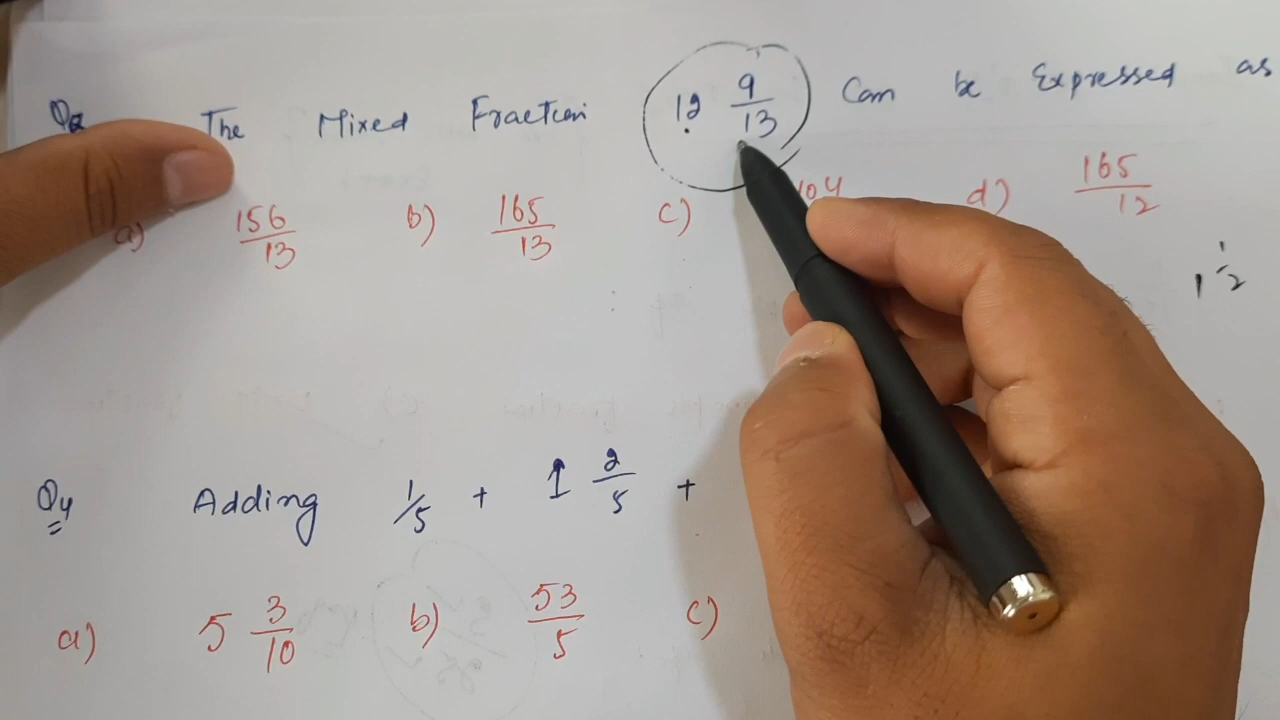 The Mixed Fraction 12 9/13 Can be Expressed as
a) 156/13 b) 165/13 c) 104 d) 165/12
1 1/2
Q4 Adding 1/5 + 1 2/5 +
a) 5 3/10 b) 53/5 c)